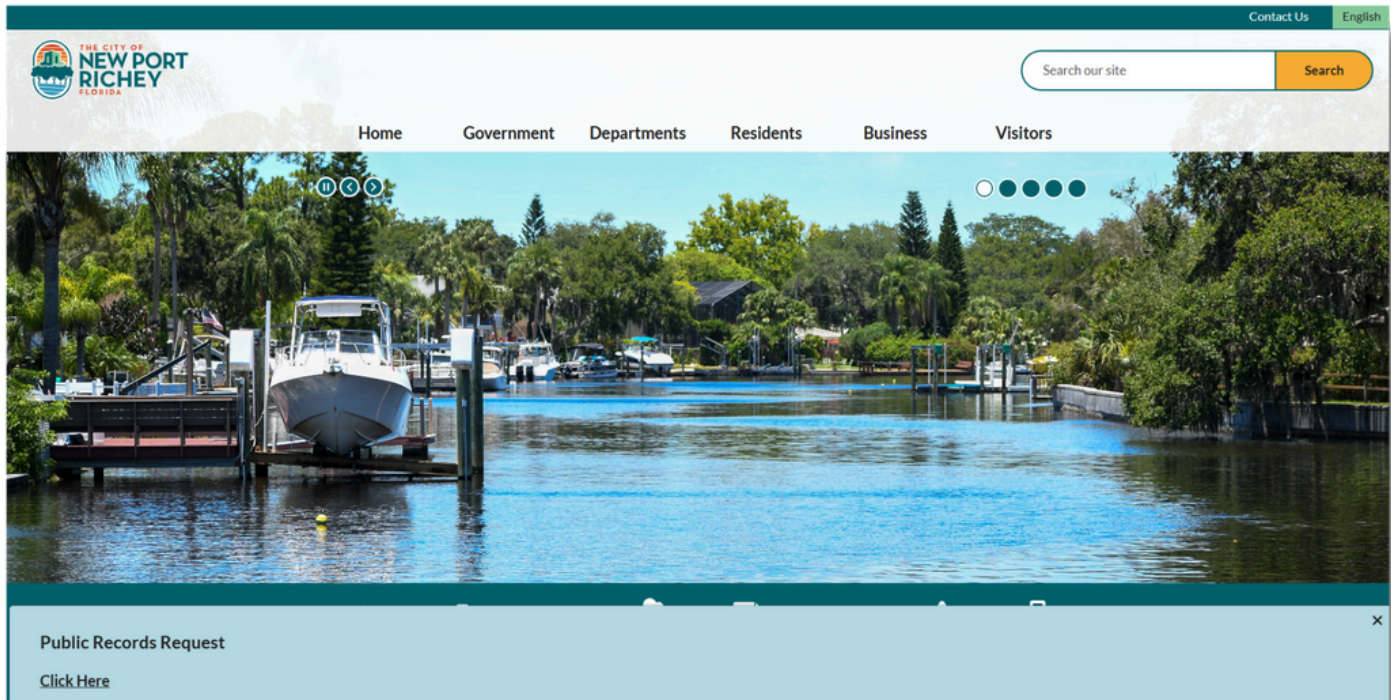 Contact Us English
THE CITY OF
NEW PORT
RICHEY
FLORIDA
Search our site Search
Home Government Departments Residents Business Visitors
Public Records Request
Click Here